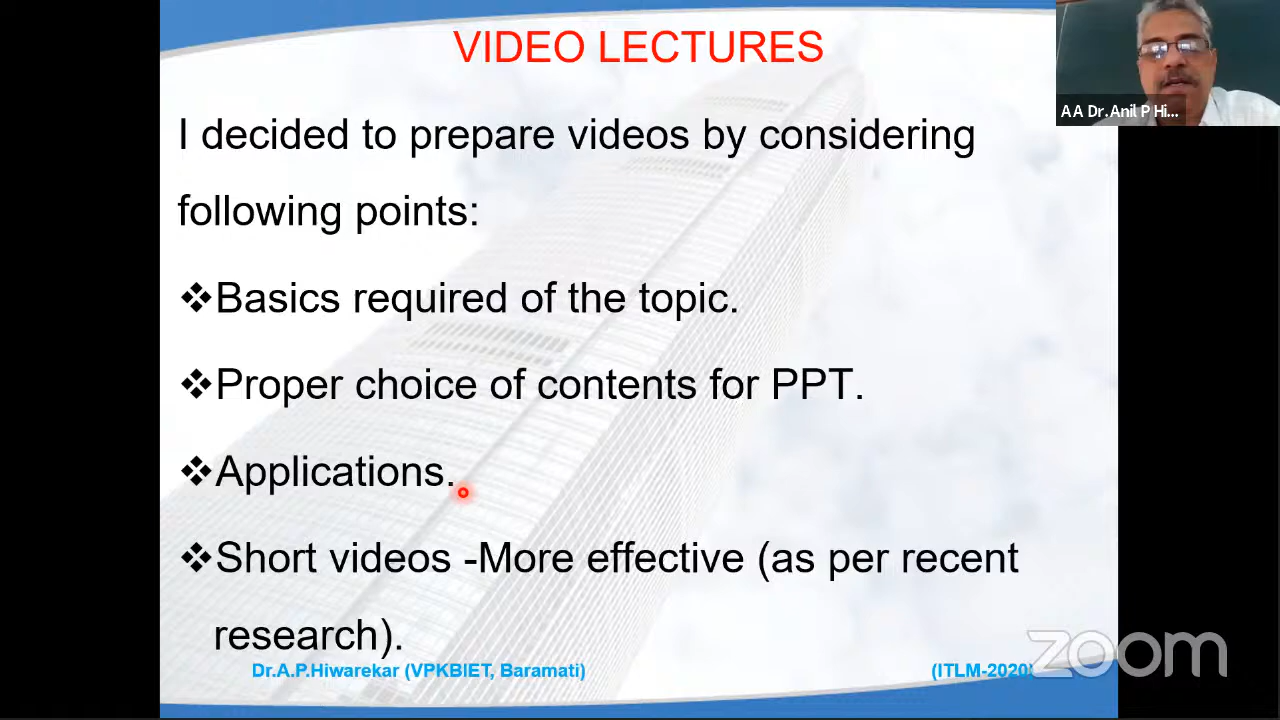 VIDEO LECTURES
A A Dr.Anil P Hi...
I decided to prepare videos by considering
following points:
❖Basics required of the topic.
❖Proper choice of contents for PPT.
❖Applications.
❖Short videos -More effective (as per recent
research).
Dr.A.P.Hiwarekar (VPKBIET, Baramati)
(ITLM-2020)
zoom